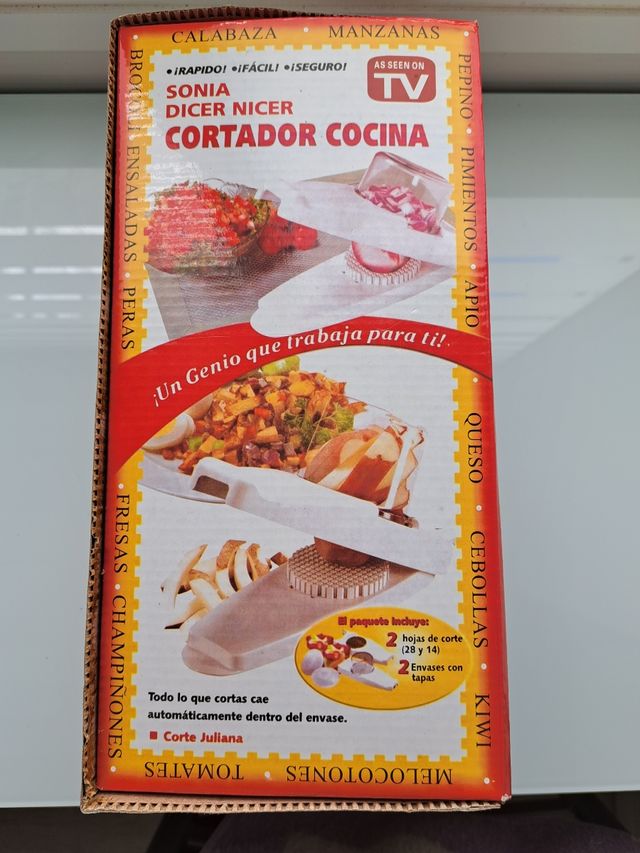 CALABAZA • MANZANAS
• ¡RAPIDO! • ¡FÁCIL! • ¡SEGURO!
AS SEEN ON
TV
SONIA
DICER NICER
CORTADOR COCINA
BROCOLI • ENSALADAS • PERAS
PEPINO • PIMIENTOS • APIO
¡Un Genio que trabaja para ti!
QUESO • CEBOLLAS • KIWI
FRESAS • CHAMPIÑONES
El paquete Incluye:
2 hojas de corte
(28 y 14)
2 Envases con
tapas
Todo lo que cortas cae
automáticamente dentro del envase.
■ Corte Juliana
MELOCOTONES • TOMATES